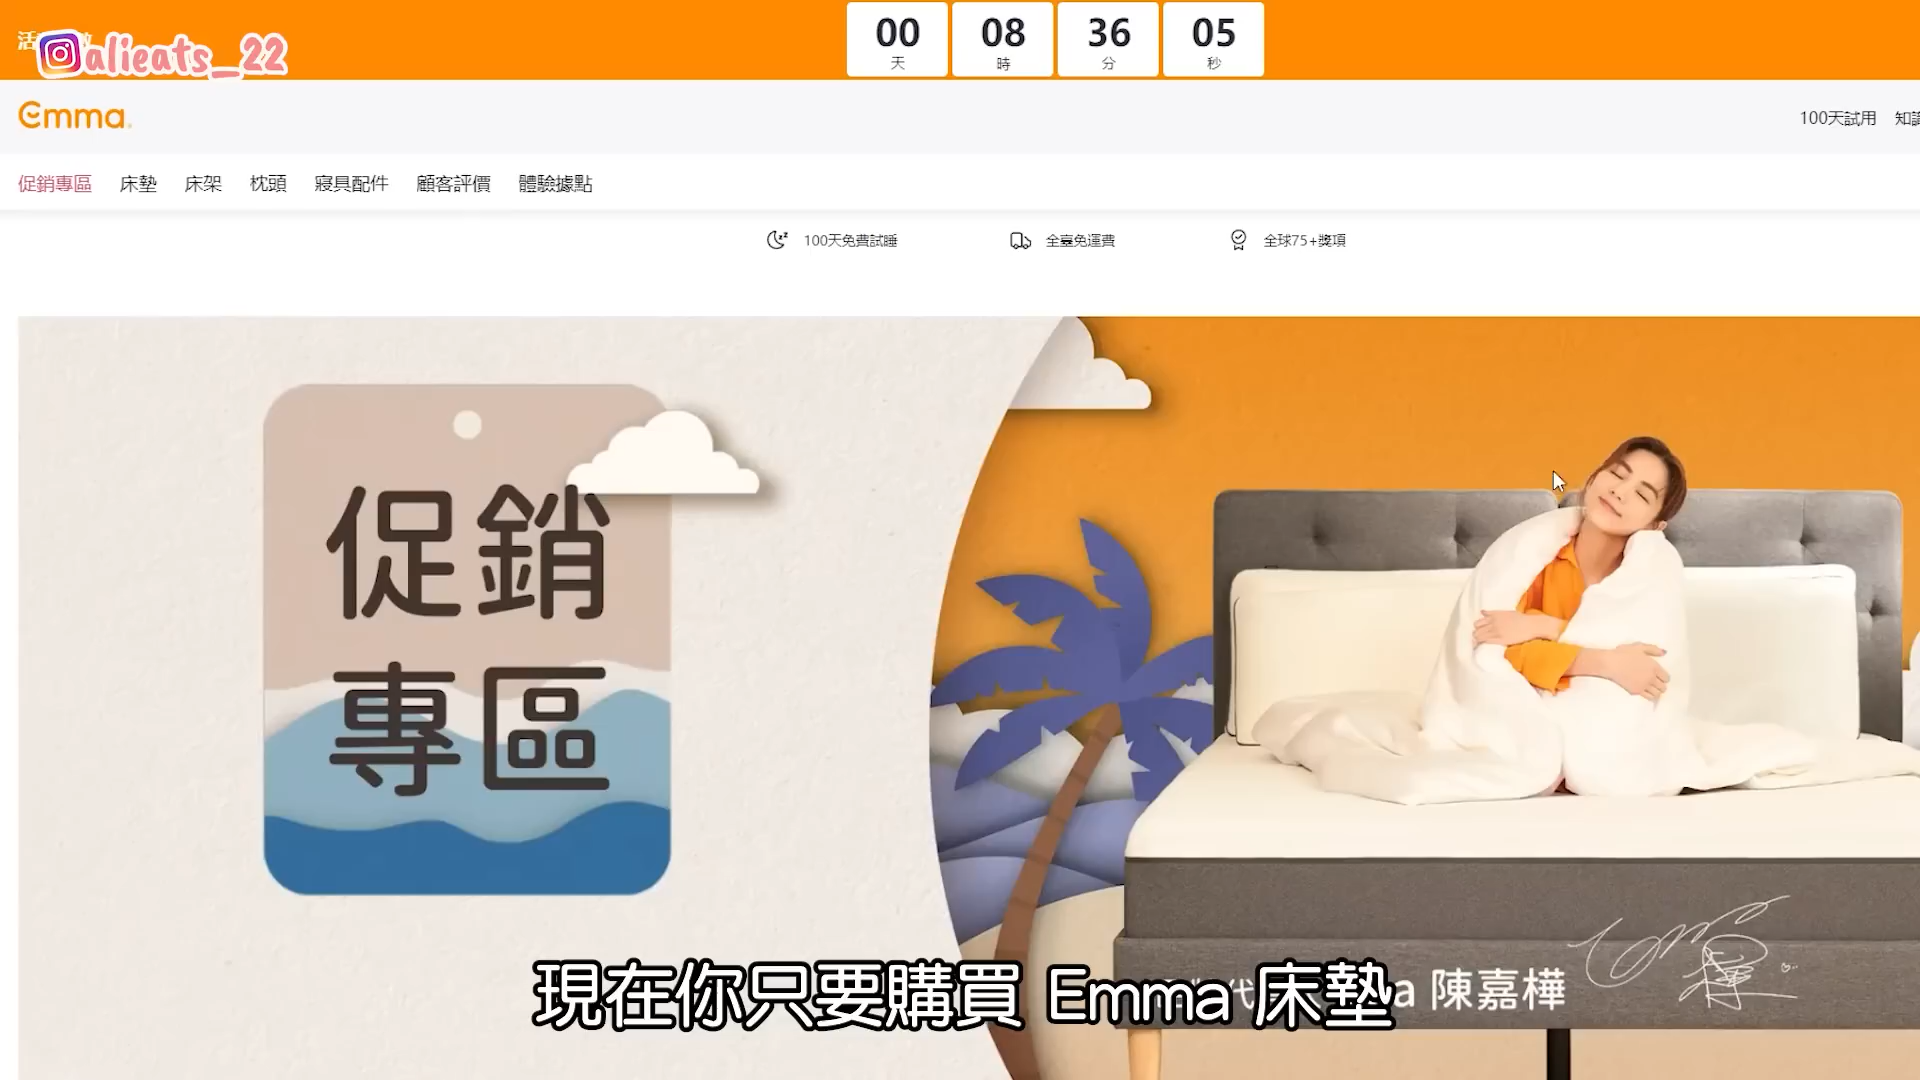 00 08 36 05
天 時 分 秒
alieats_22
Emma.
100天試用 知識
促銷專區 床墊 床架 枕頭 寢具配件 顧客評價 體驗據點
100天免費試睡 全臺免運費 全球75+獎項
促銷
專區
陳嘉樺
現在你只要購買 Emma 床墊